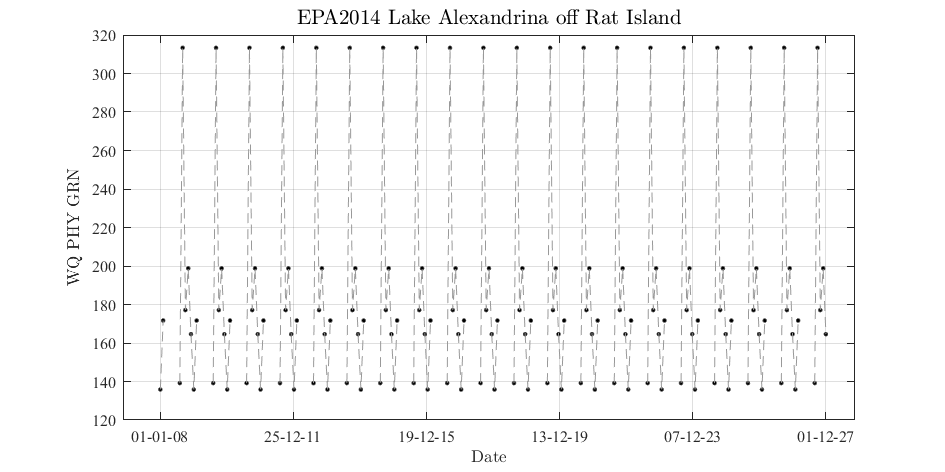 EPA2014 Lake Alexandrina off Rat Island
320
300
280
260
240
220
200
180
160
140
120
WQ PHY GRN
01-01-08 25-12-11 19-12-15 13-12-19 07-12-23 01-12-27
Date